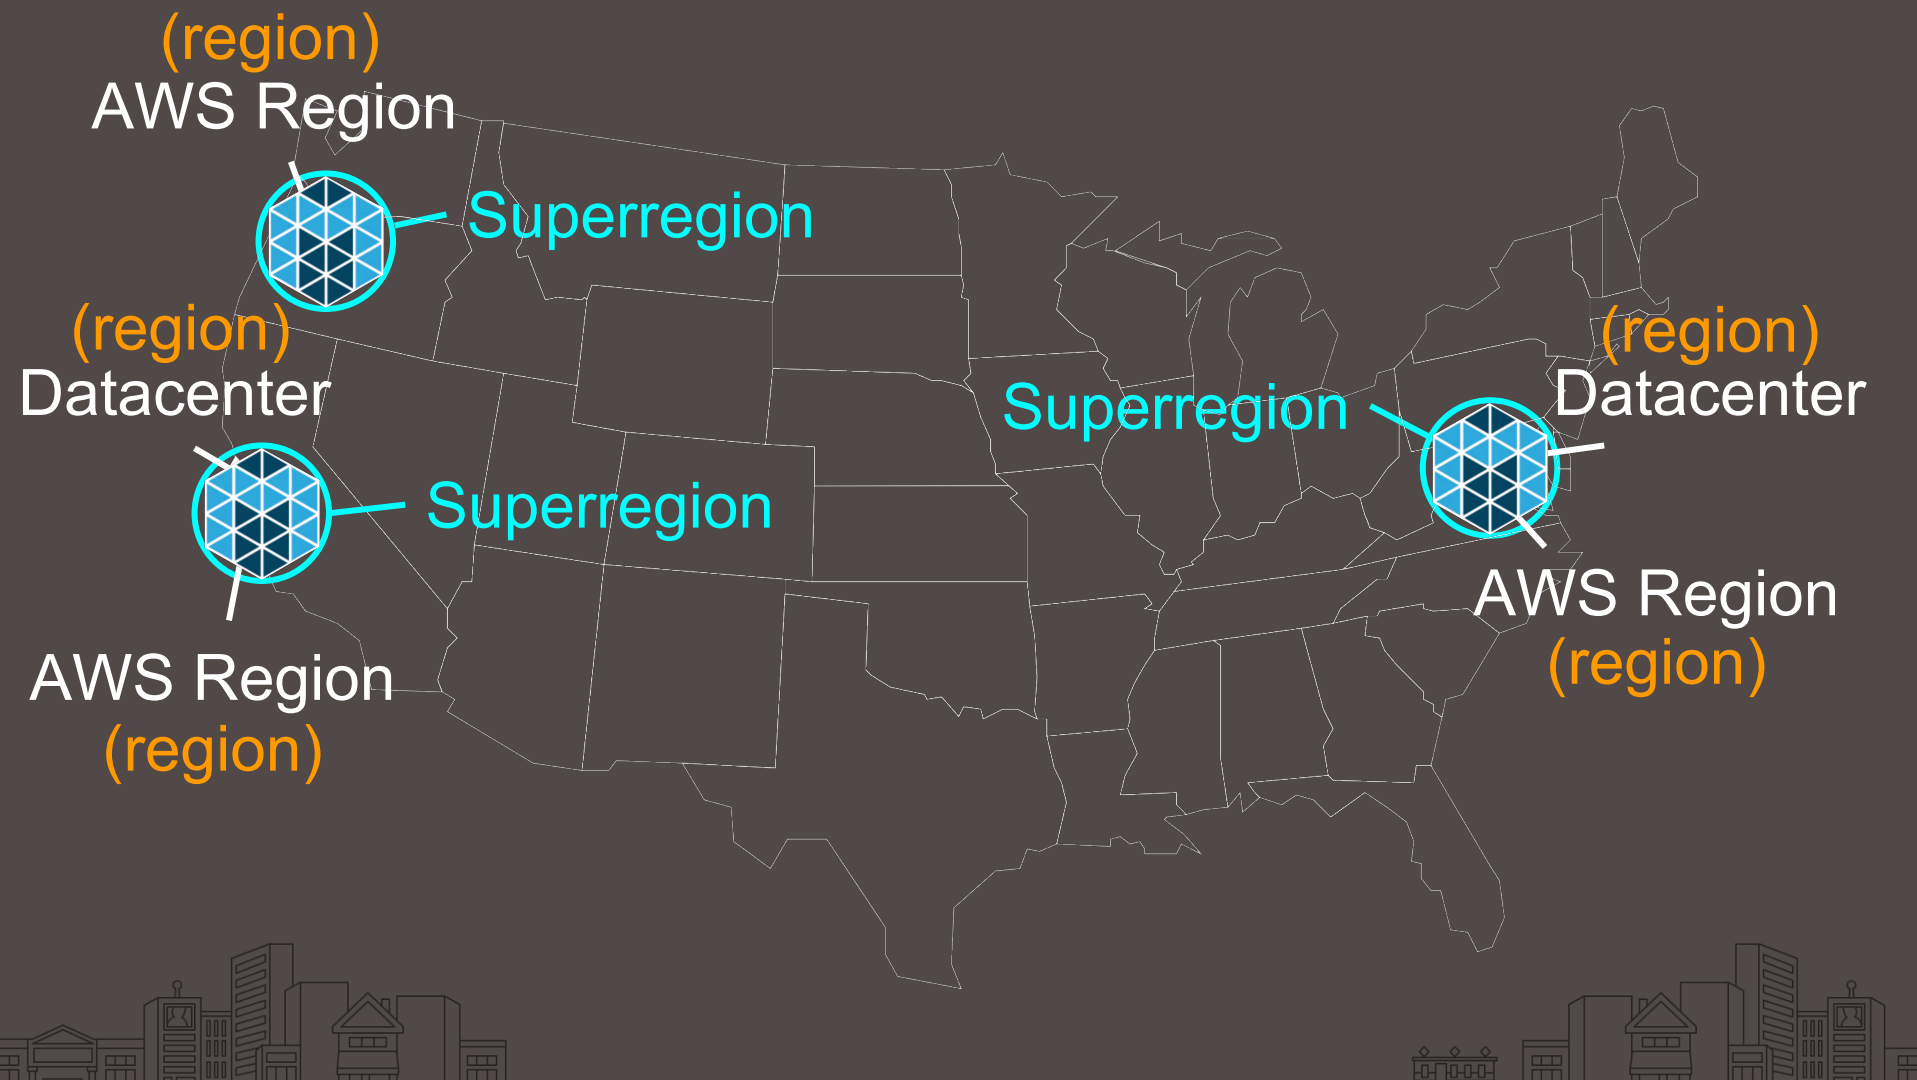 (region)
AWS Region
Superregion
(region)
Datacenter
Superregion
AWS Region
(region)
(region)
Datacenter
Superregion
AWS Region
(region)